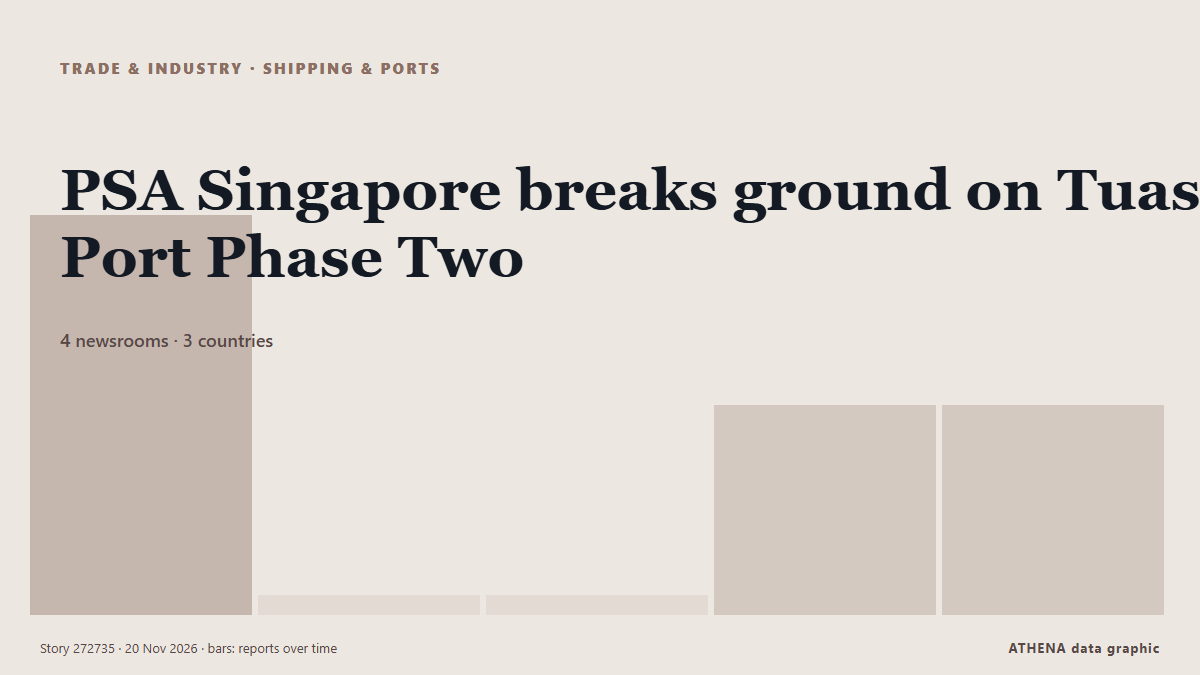 TRADE & INDUSTRY · SHIPPING & PORTS
PSA Singapore breaks ground on Tuas
Port Phase Two
4 newsrooms · 3 countries
Story 272735 · 20 Nov 2026 · bars: reports over time
ATHENA data graphic